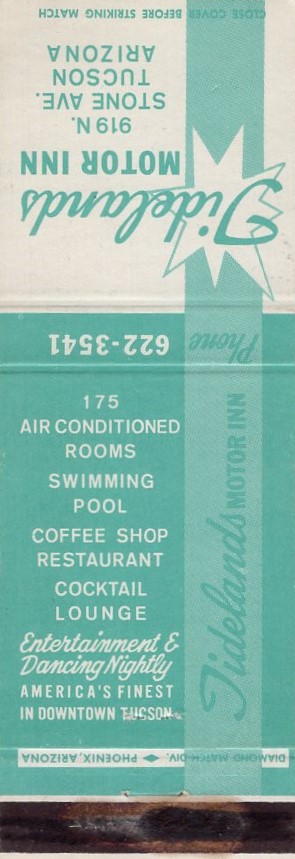 CLOSE COVER BEFORE STRIKING MATCH
Tidelands
MOTOR INN
919 N.
STONE AVE.
TUCSON
ARIZONA
Phone 622-3541
175
AIR CONDITIONED
ROOMS
SWIMMING
POOL
COFFEE SHOP
RESTAURANT
COCKTAIL
LOUNGE
Entertainment &
Dancing Nightly
AMERICA'S FINEST
IN DOWNTOWN TUCSON
Tidelands MOTOR INN
DIAMOND MATCH DIV. PHOENIX, ARIZONA